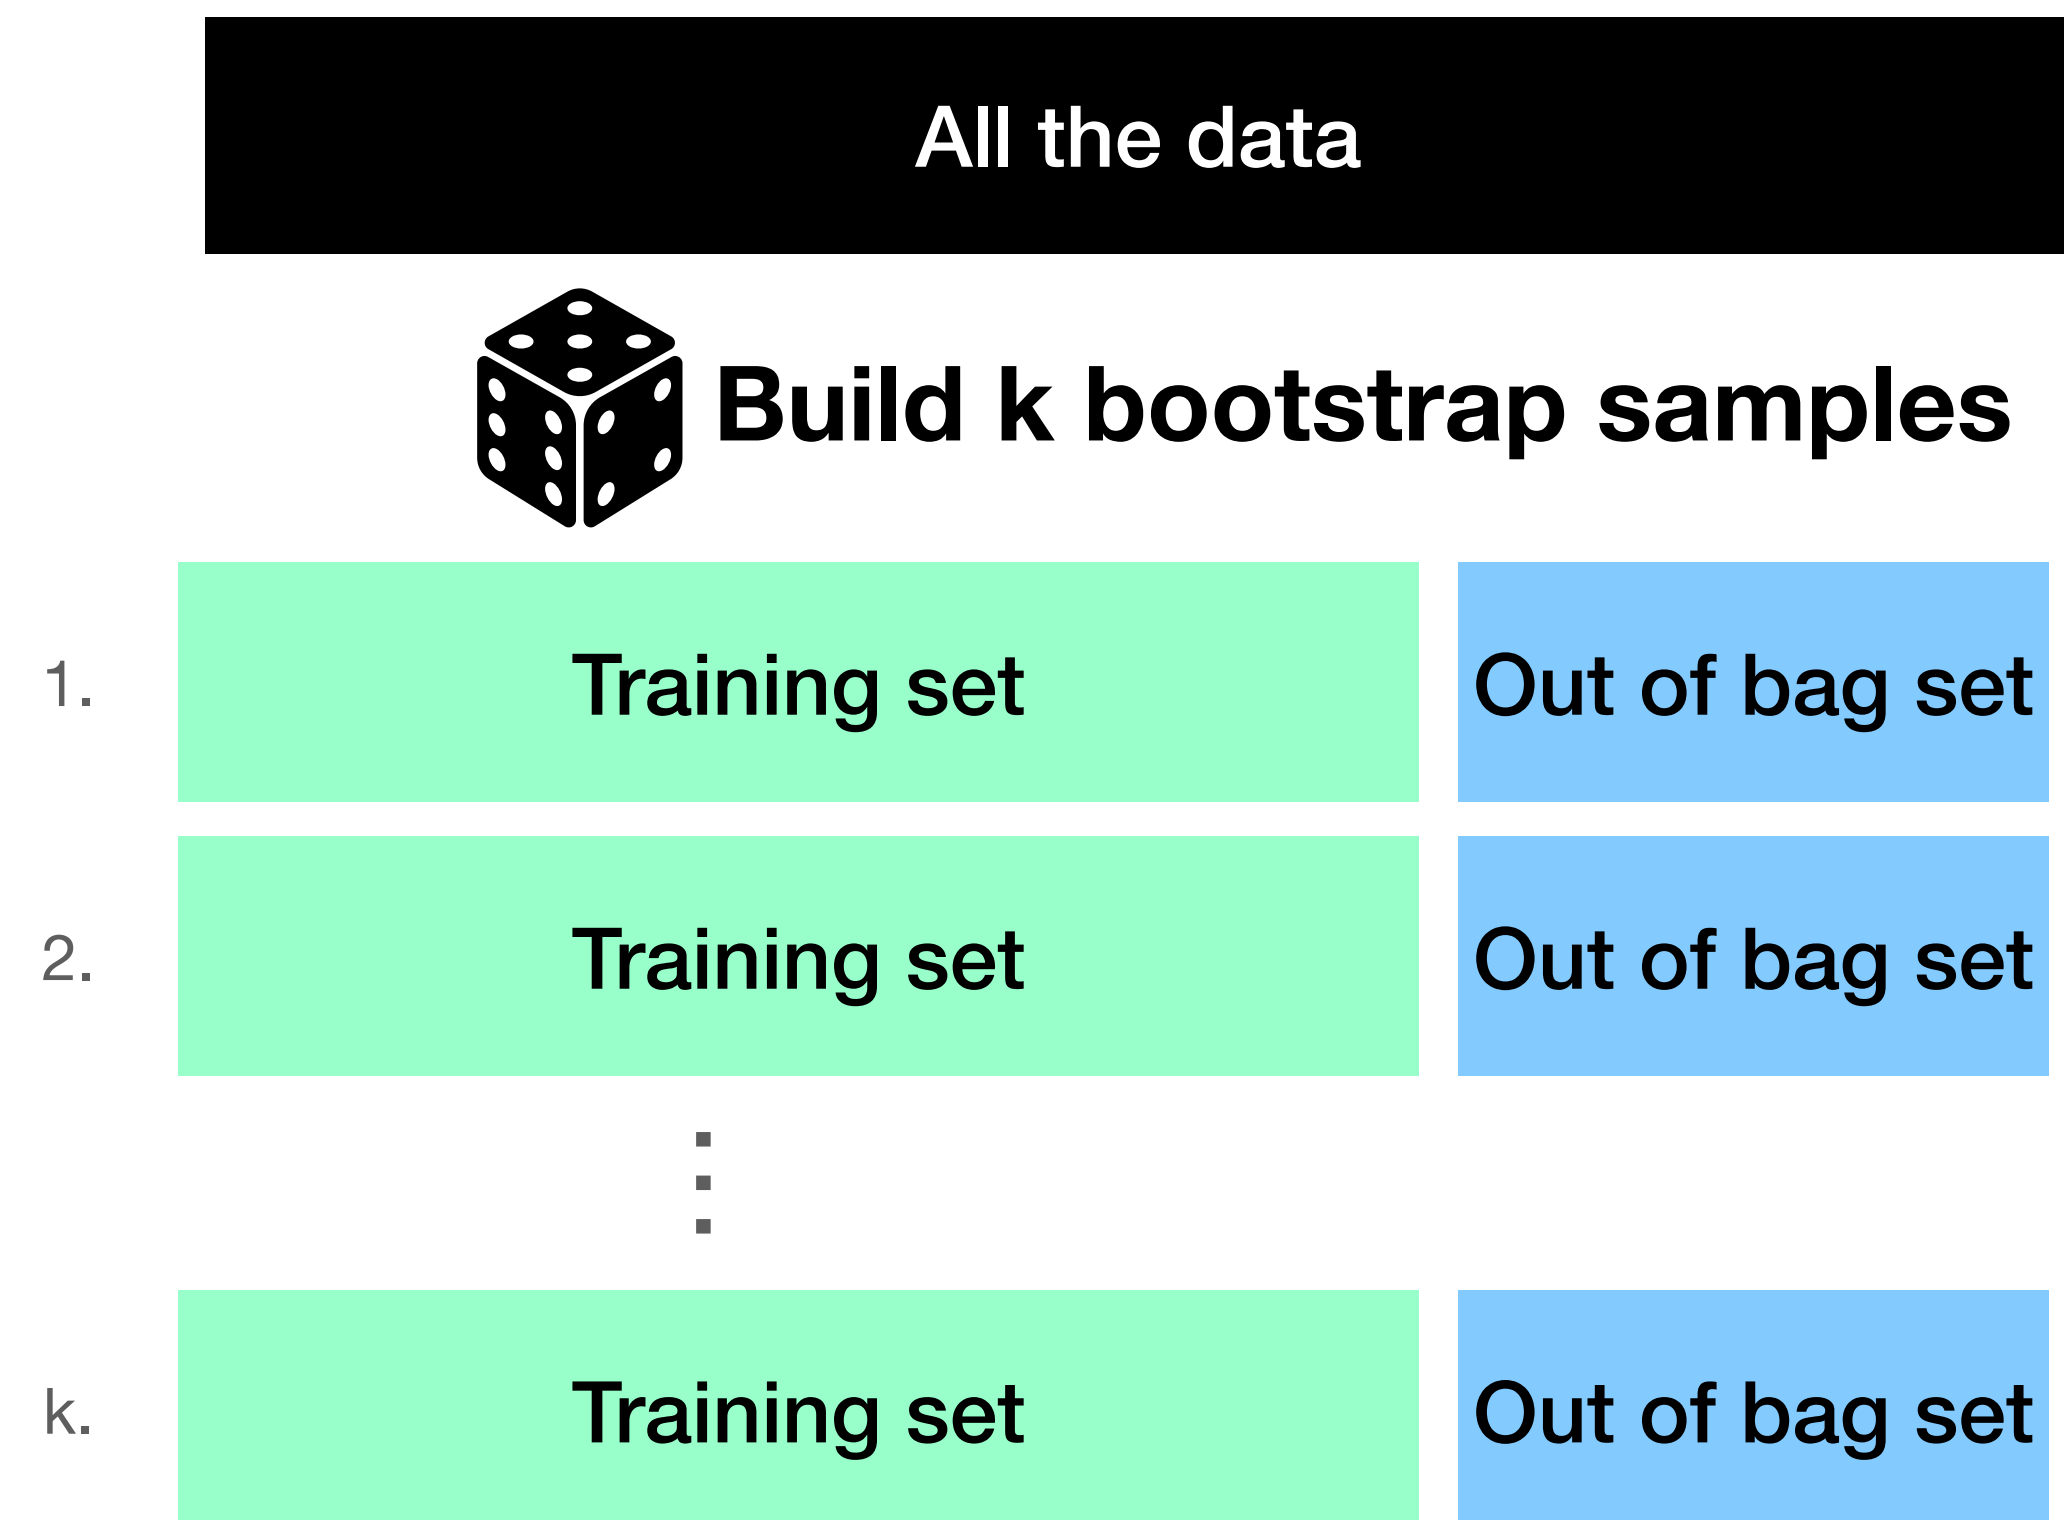 All the data
Build k bootstrap samples
1. Training set Out of bag set
2. Training set Out of bag set
k. Training set Out of bag set